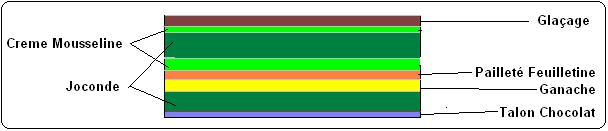 Glaçage
Creme Mousseline
Pailleté Feuilletine
Joconde
Ganache
Talon Chocolat